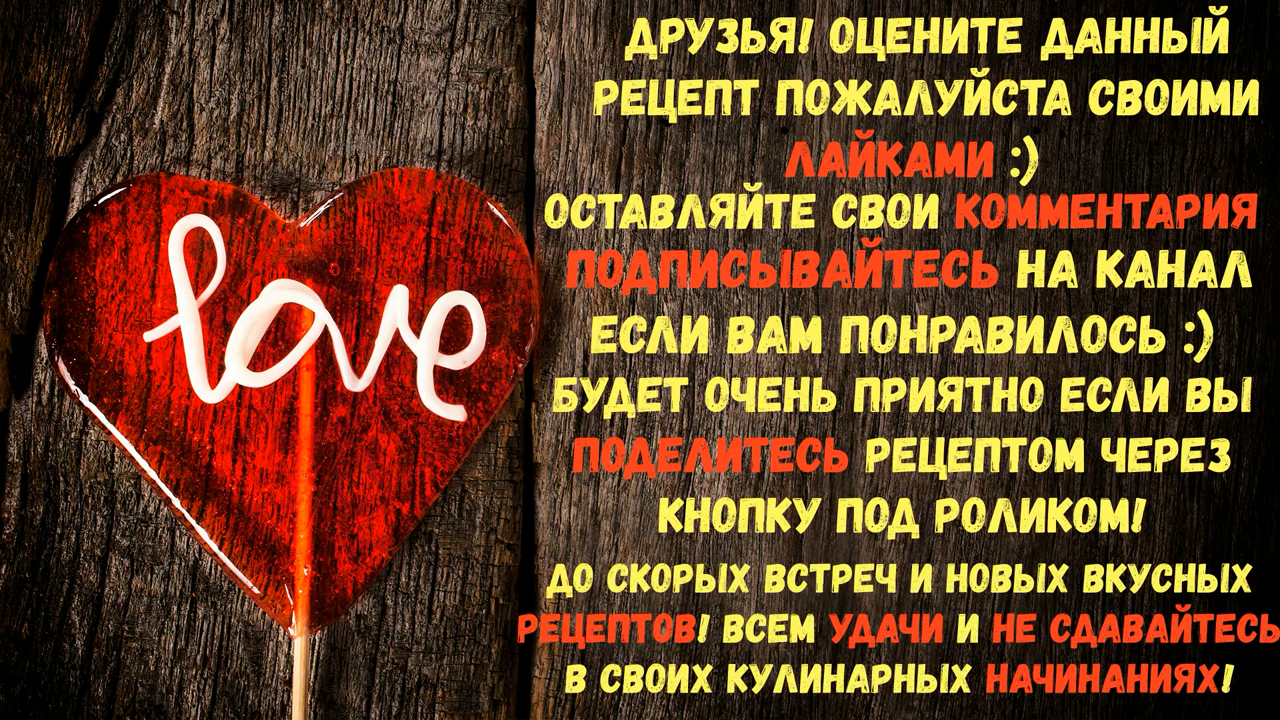 love
ДРУЗЬЯ! ОЦЕНИТЕ ДАННЫЙ
РЕЦЕПТ ПОЖАЛУЙСТА СВОИМИ
ЛАЙКАМИ :)
ОСТАВЛЯЙТЕ СВОИ КОММЕНТАРИЯ
ПОДПИСЫВАЙТЕСЬ НА КАНАЛ
ЕСЛИ ВАМ ПОНРАВИЛОСЬ :)
БУДЕТ ОЧЕНЬ ПРИЯТНО ЕСЛИ ВЫ
ПОДЕЛИТЕСЬ РЕЦЕПТОМ ЧЕРЕЗ
КНОПКУ ПОД РОЛИКОМ!
ДО СКОРЫХ ВСТРЕЧ И НОВЫХ ВКУСНЫХ
РЕЦЕПТОВ! ВСЕМ УДАЧИ И НЕ СДАВАЙТЕСЬ
В СВОИХ КУЛИНАРНЫХ НАЧИНАНИЯХ!